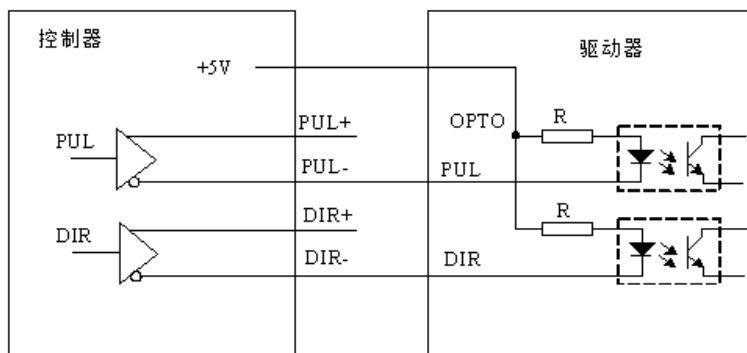 控制器
驱动器
+5V
PUL
PUL+
OPTO
R
PUL-
PUL
DIR
DIR+
R
DIR-
DIR